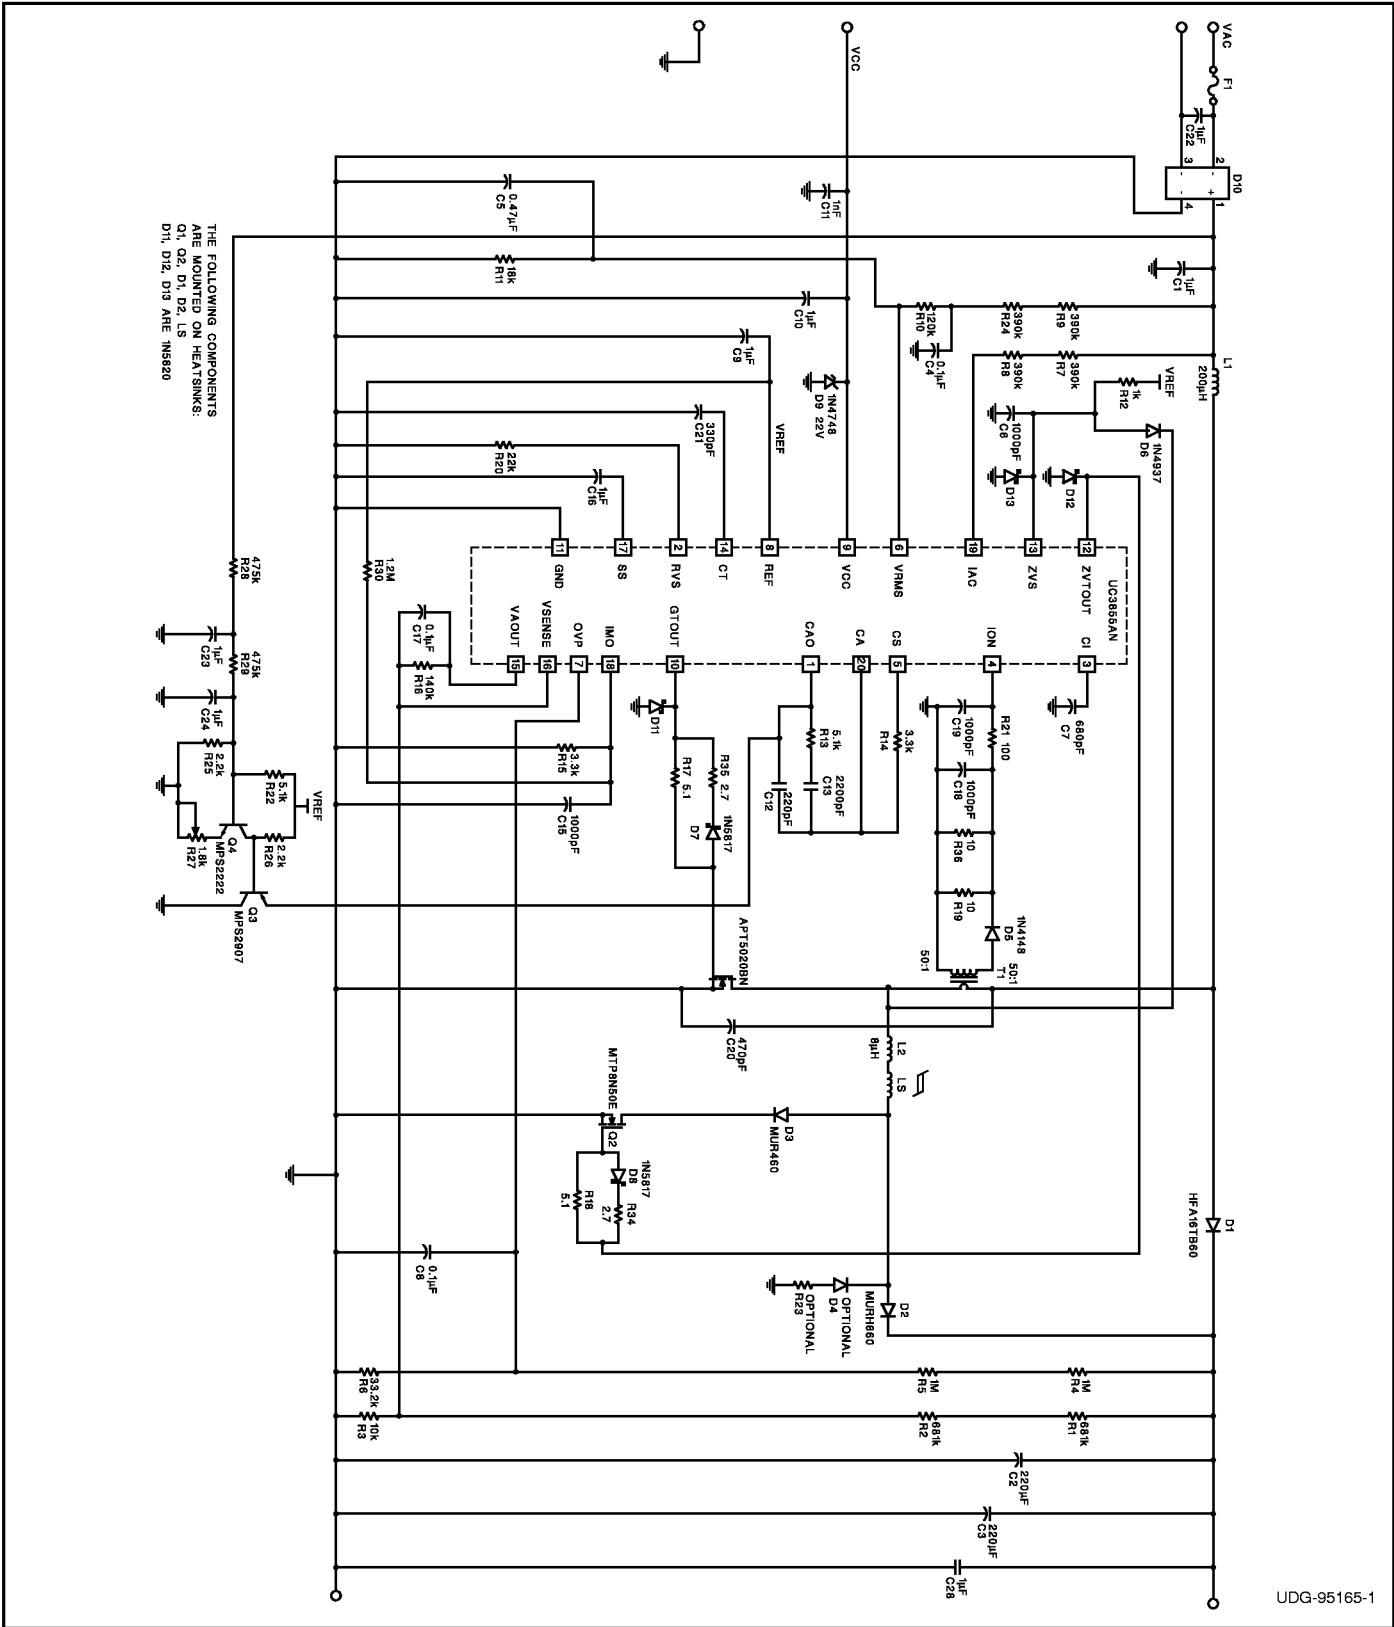 VAC
F1
1µF
C22
2
3
D10
-
+
-
-
1
4
VCC
1nF
C11
0.47µF
C5
1µF
C1
18k
R11
1µF
C10
1µF
C9
120k
R10
0.1µF
C4
390k
R24
390k
R9
390k
R8
390k
R7
L1
200µH
VREF
1k
R12
1N4937
D6
1000pF
C6
D13
D12
1N4748
D9 22V
VREF
330pF
C21
22k
R20
1µF
C16
THE FOLLOWING COMPONENTS
ARE MOUNTED ON HEATSINKS:
Q1, Q2, D1, D2, LS
D11, D12, D13 ARE 1N5820
11
17
2
14
8
9
6
19
13
12
GND
SS
RVS
CT
REF
VCC
VRMS
IAC
ZVS
ZVTOUT
UC3855AN
VAOUT
VSENSE
OVP
IMO
GTOUT
CAO
CA
CS
ION
CI
15
16
7
18
10
1
20
5
4
3
475k
R28
1.2M
R30
1µF
C23
475k
R29
1µF
C24
0.1µF
C17
140k
R16
2.2k
R25
5.1k
R22
VREF
1.8k
R27
Q4
MPS2222
2.2k
R26
Q3
MPS2907
3.3k
R15
1000pF
C15
D11
R17 5.1
R35 2.7
1N5817
D7
5.1k
R13
2200pF
C13
220pF
C12
3.3k
R14
1000pF
C19
R21 100
1000pF
C18
10
R36
10
R19
1N4148
D5
680pF
C7
50:1
T1
50:1
APT5020BN
470pF
C20
L2
8µH
LS
MTP8N50E
Q2
D3
MUR460
1N5817
D8
R34
2.7
R18
5.1
D1
HFA16TB60
0.1µF
C8
OPTIONAL
R23
OPTIONAL
D4
D2
MURH860
33.2k
R6
1M
R5
1M
R4
10k
R3
681k
R2
681k
R1
220µF
C2
220µF
C3
1µF
C28
UDG-95165-1